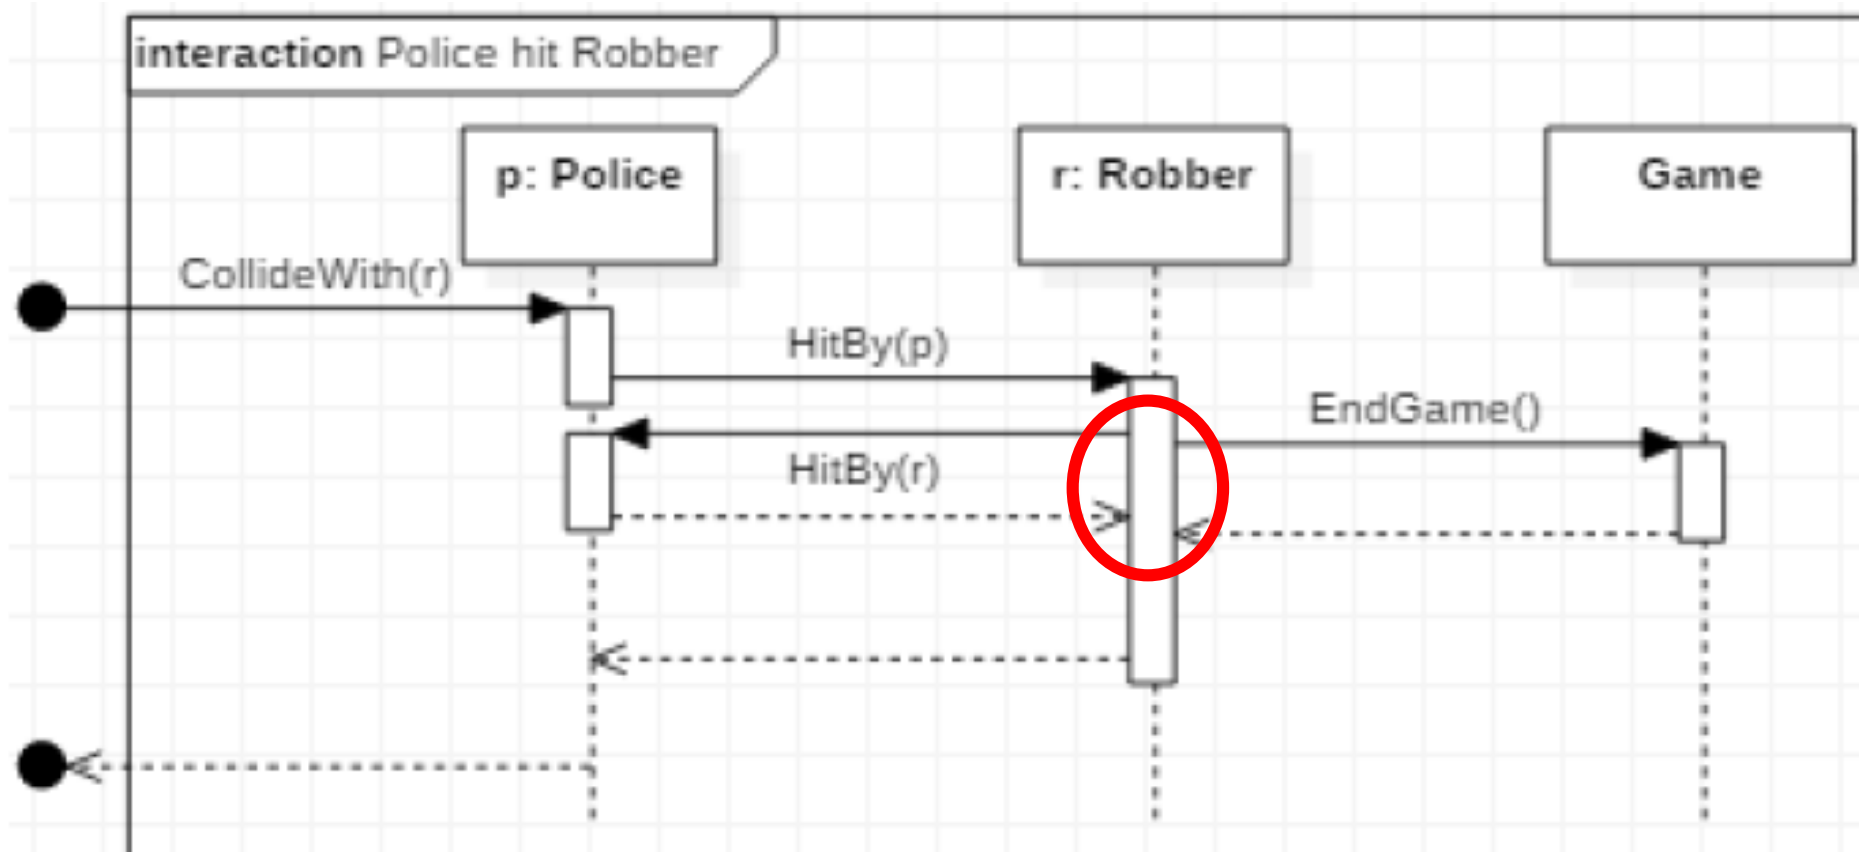 interaction Police hit Robber
p: Police
r: Robber
Game
CollideWith(r)
HitBy(p)
EndGame()
HitBy(r)